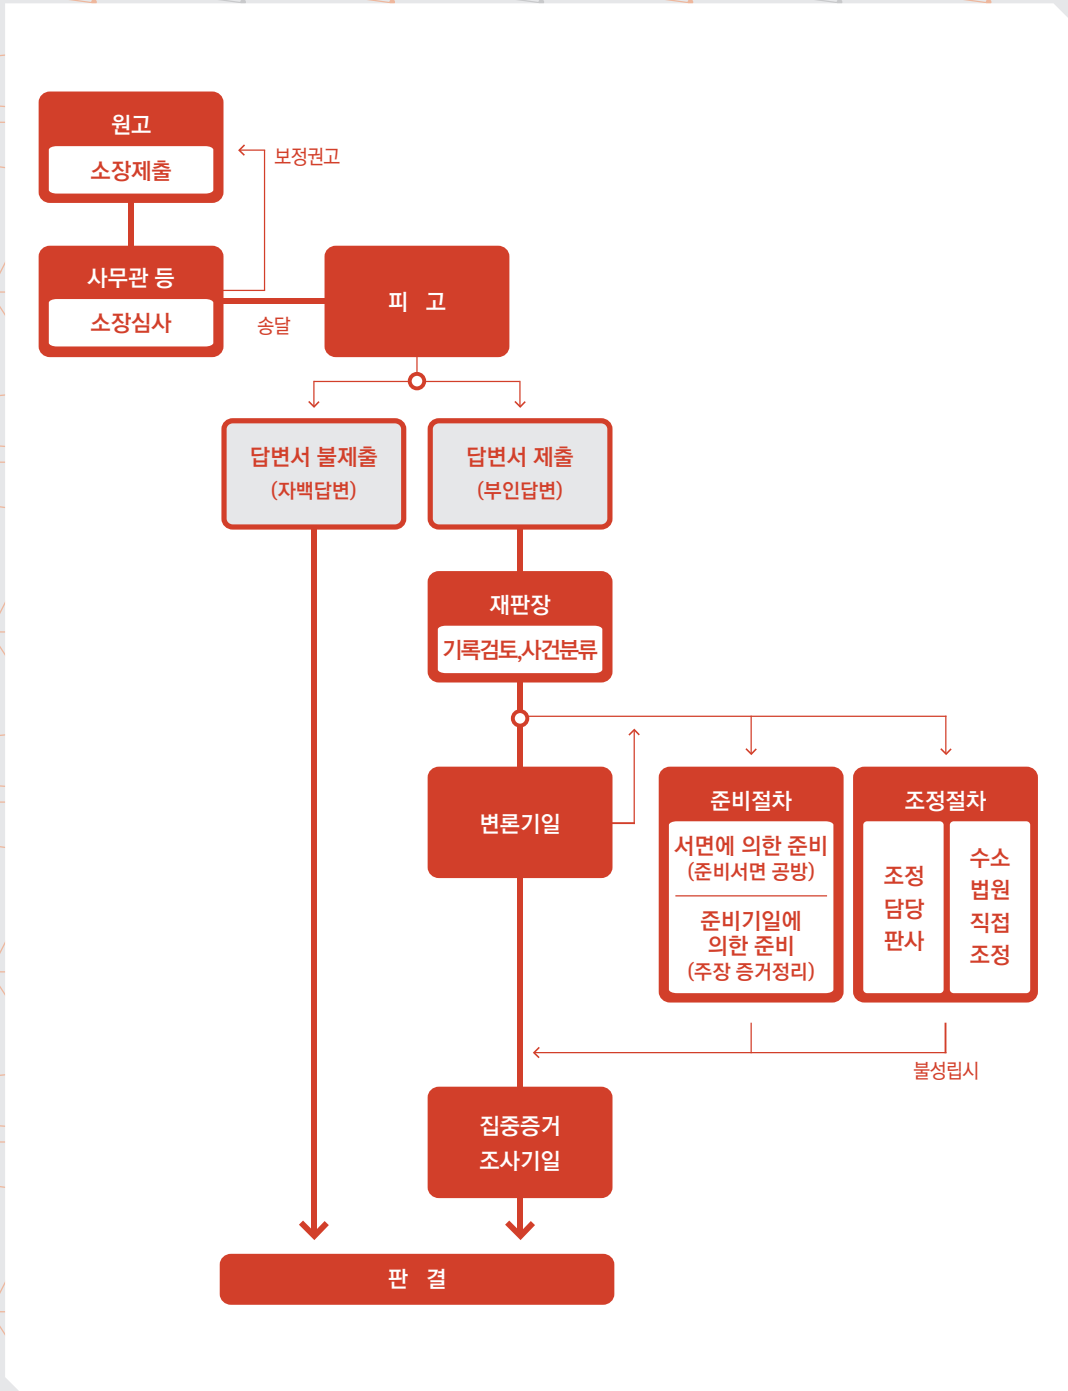 원고
소장제출
보정권고
사무관 등
소장심사
송달
피 고
답변서 불제출
(자백답변)
답변서 제출
(부인답변)
재판장
기록검토,사건분류
변론기일
준비절차
서면에 의한 준비
(준비서면 공방)
준비기일에
의한 준비
(주장 증거정리)
조정절차
조정
담당
판사
수소
법원
직접
조정
불성립시
집중증거
조사기일
판 결